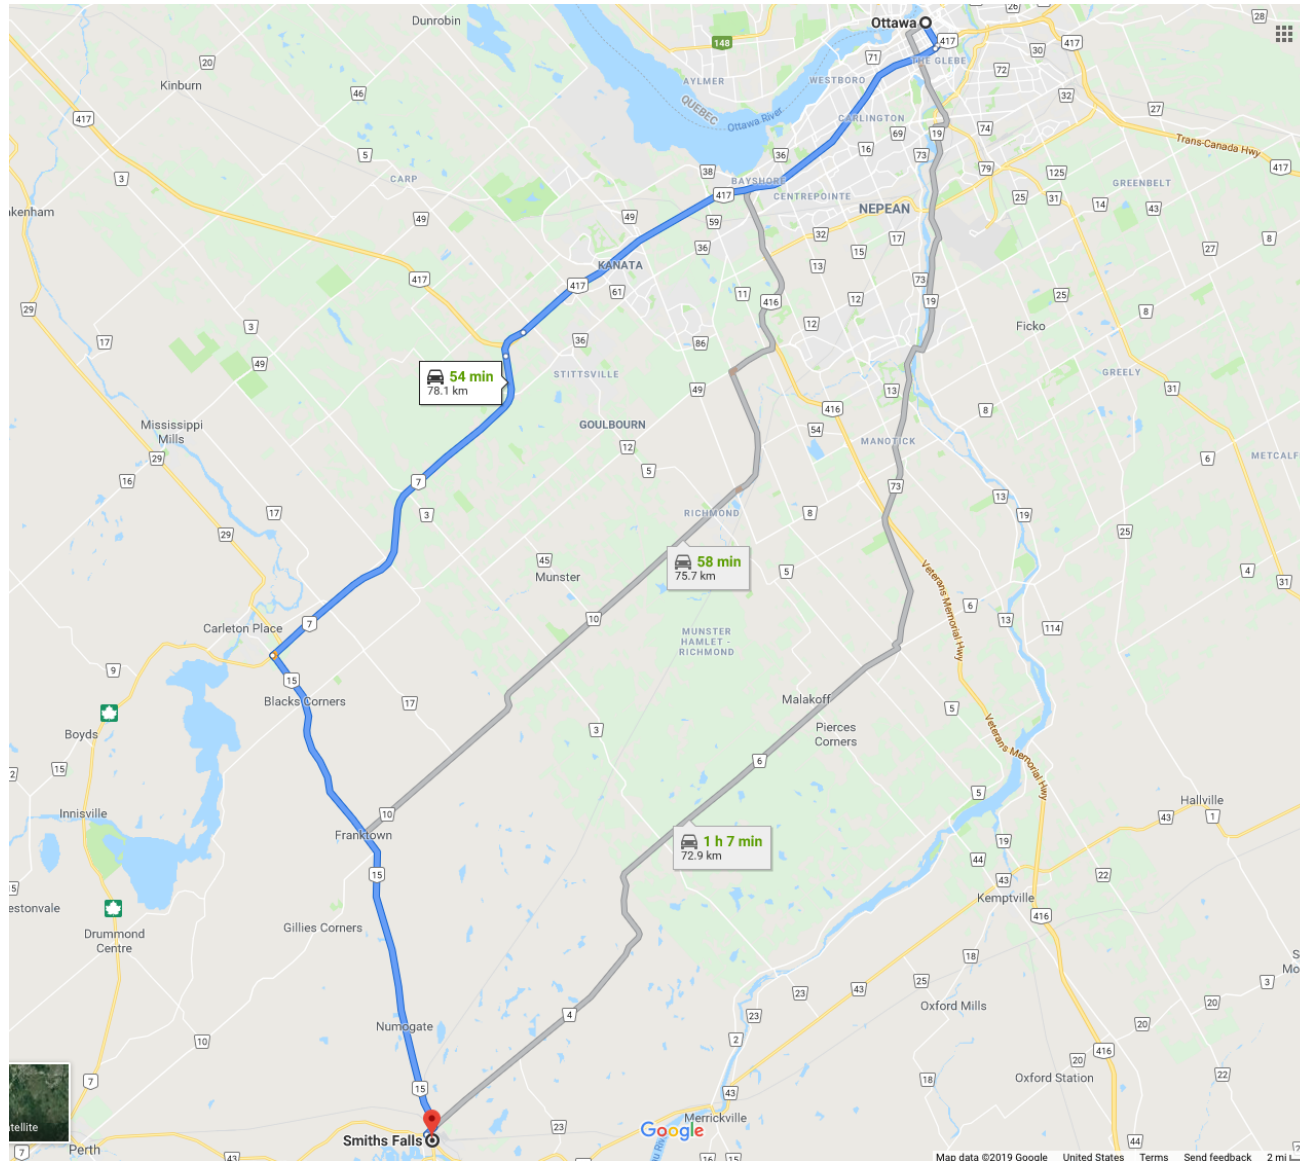 Dunrobin
Ottawa
26
28
148
417
417
30
THE GLEBE
71
20
Kinburn
46
AYLMER
WESTBORO
72
32
27
QUEBEC
Ottawa River
CARLINGTON
417
5
69
74
19
Trans-Canada Hwy
36
16
73
79
3
CARP
38
BAYSHORE
417
125
GREENBELT
417
25
31
14
43
49
49
59
CENTREPOINTE
NEPEAN
kenham
32
17
15
8
27
36
KANATA
13
13
417
417
61
11
73
25
416
12
19
29
3
12
Ficko
17
36
86
49
GREELY
31
STITTSVILLE
54 min
78.1 km
49
416
8
Mississippi
Mills
GOULBOURN
54
MANOTICK
12
29
6
METCALF
16
5
7
73
13
17
3
RICHMOND
8
19
25
29
45
58 min
75.7 km
Munster
5
4
31
Veterans Memorial Hwy
6
10
13
114
7
Carleton Place
MUNSTER
HAMLET -
RICHMOND
9
15
Blacks Corners
17
Malakoff
5
3
Pierces
Corners
Boyds
Veterans Memorial Hwy
6
15
2
5
Hallville
Innisville
10
43
1
Franktown
1 h 7 min
72.9 km
19
44
15
22
15
43
Kemptville
estonvale
416
Gillies Corners
Drummond
Centre
18
S
Mo
25
3
23
43
Oxford Mills
4
23
20
20
Numogate
2
10
416
20
22
18
Oxford Station
7
15
43
Merrickville
atellite
23
Google
Smiths Falls
44
Perth
7
43
15
Map data ©2019 Google United States Terms Send feedback 2 mi